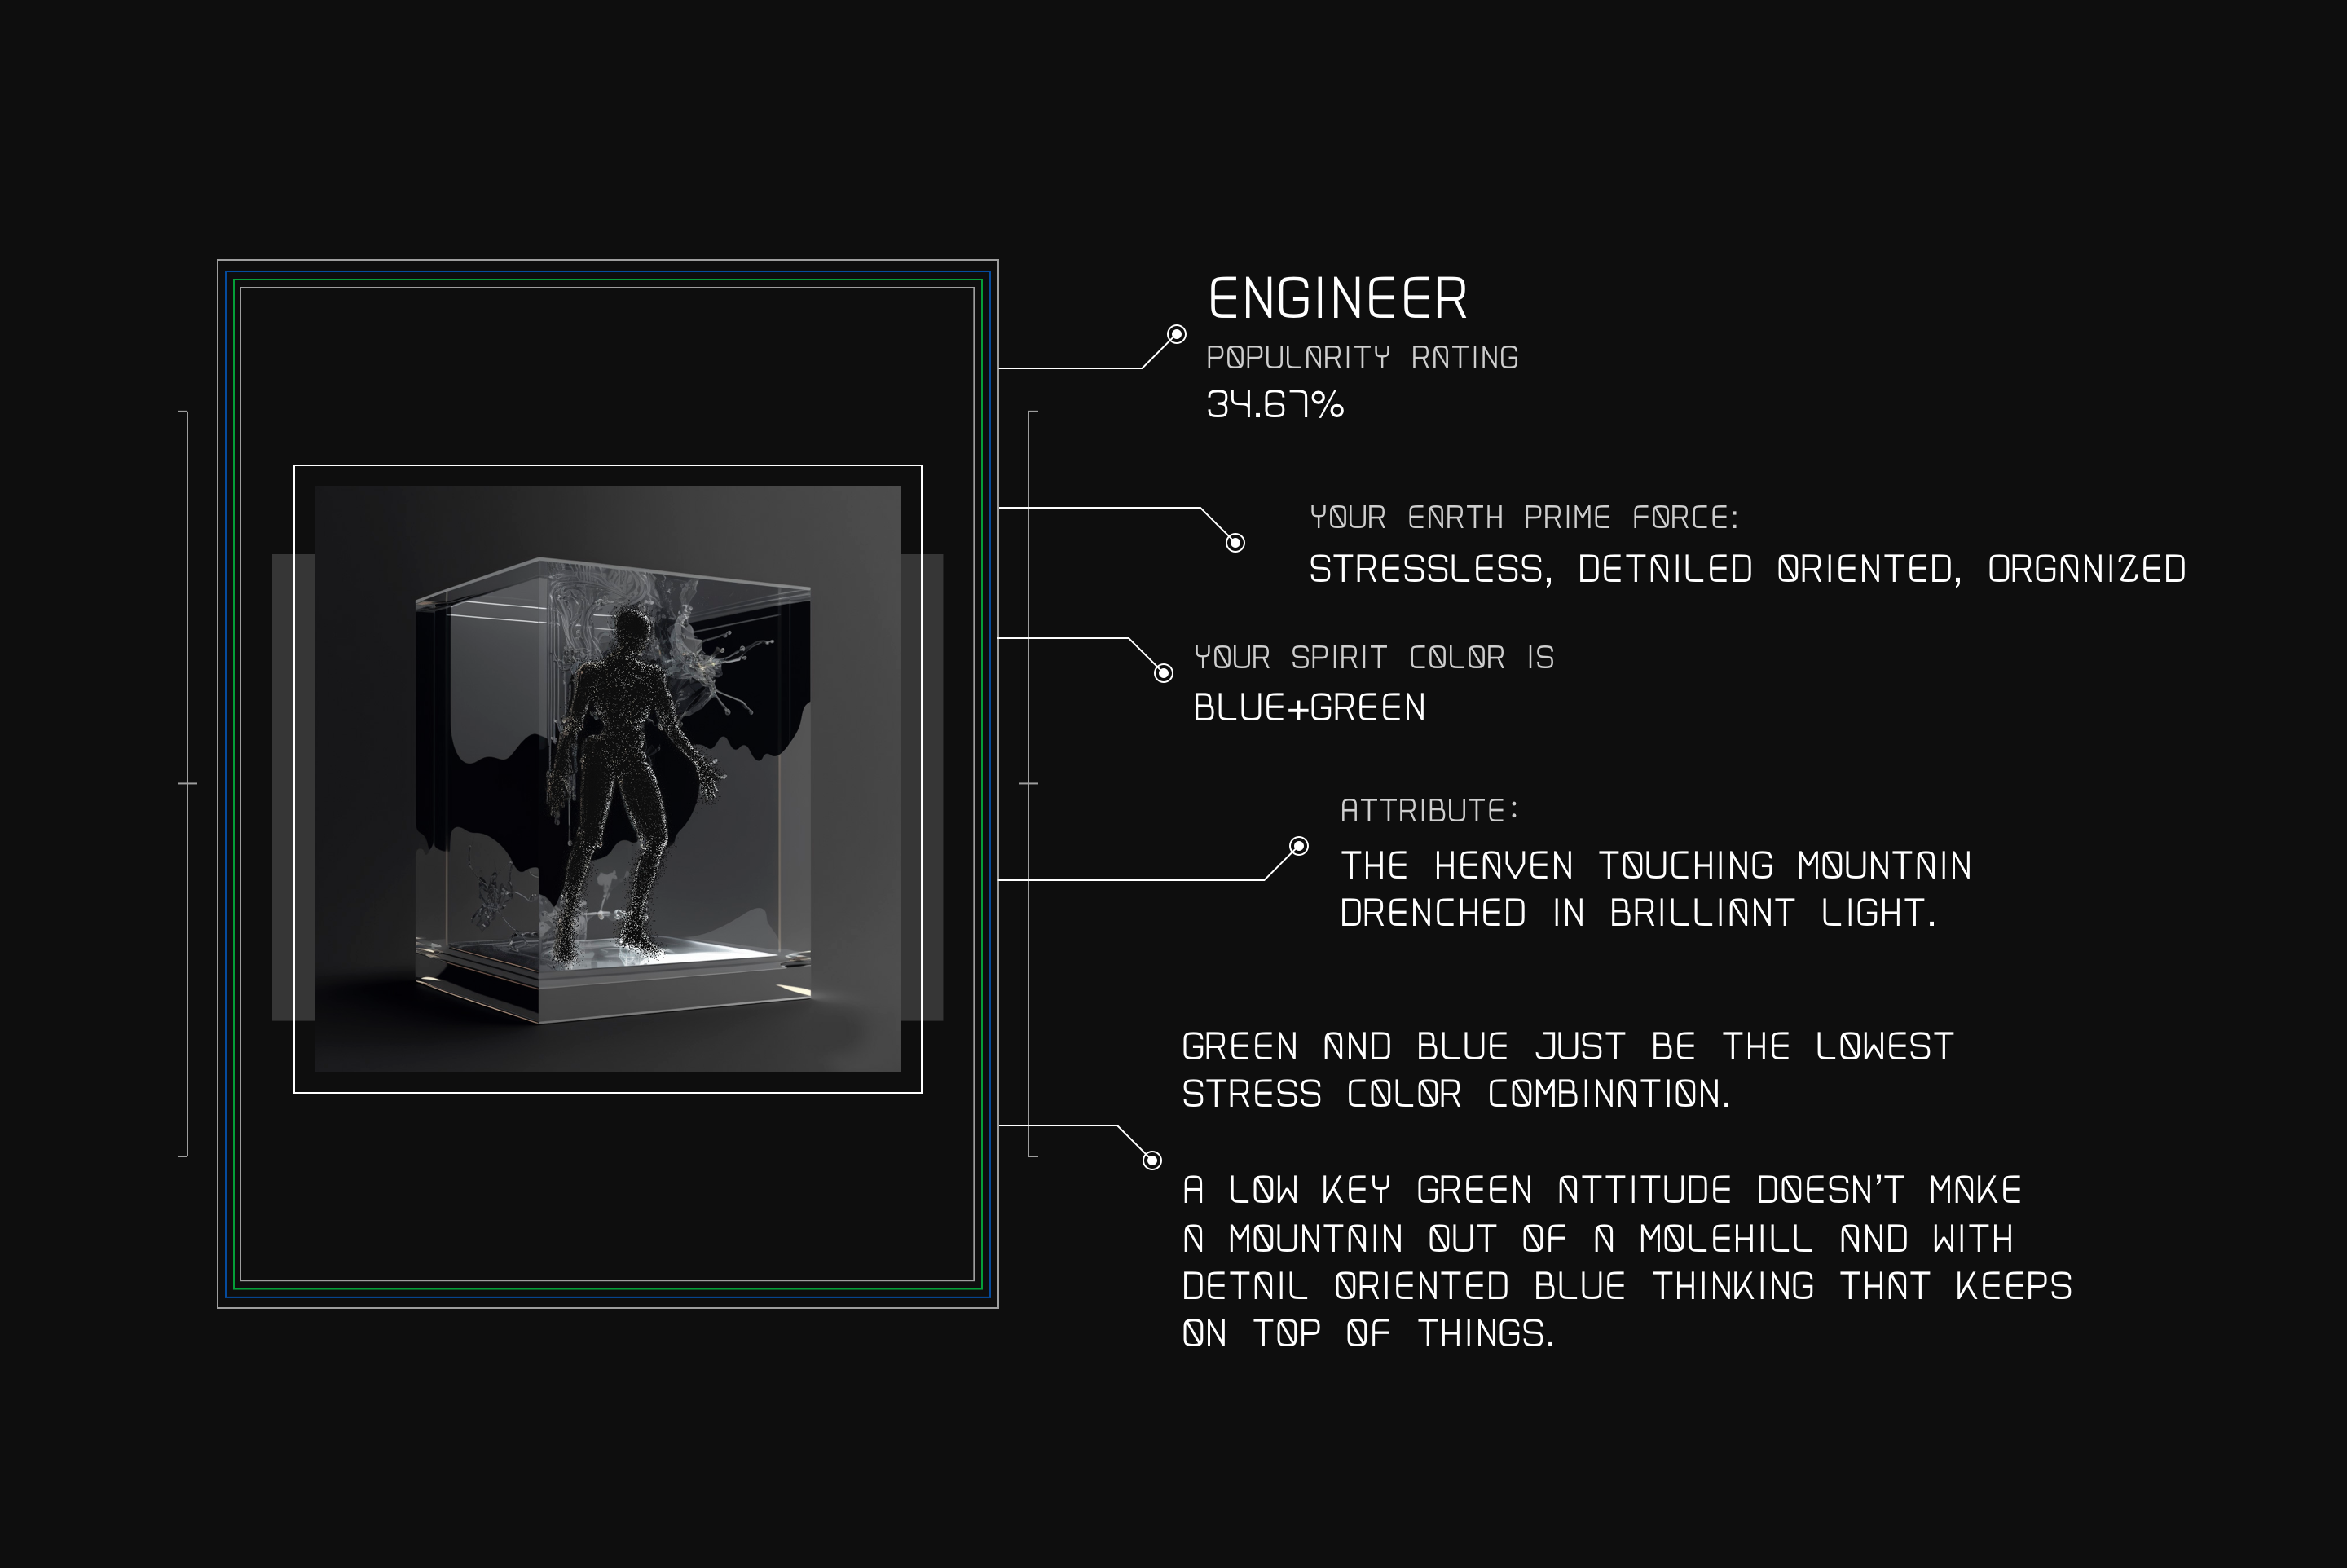 ENGINEER
POPULARITY RATING
34.67%
YOUR EARTH PRIME FORCE:
STRESSLESS, DETAILED ORIENTED, ORGANIZED
YOUR SPIRIT COLOR IS
BLUE+GREEN
ATTRIBUTE:
THE HEAVEN TOUCHING MOUNTAIN
DRENCHED IN BRILLIANT LIGHT.
GREEN AND BLUE JUST BE THE LOWEST
STRESS COLOR COMBINATION.
A LOW KEY GREEN ATTITUDE DOESN'T MAKE
A MOUNTAIN OUT OF A MOLEHILL AND WITH
DETAIL ORIENTED BLUE THINKING THAT KEEPS
ON TOP OF THINGS.